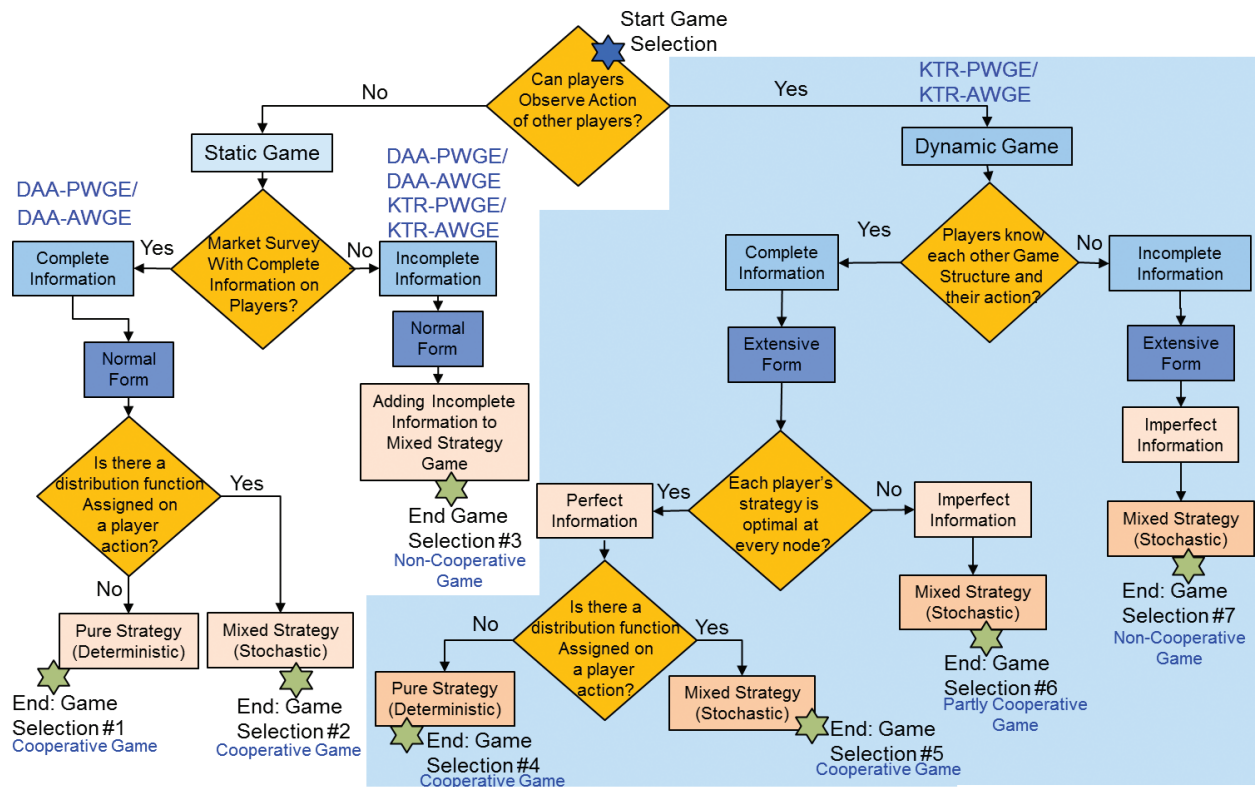 Start Game
Selection
Can players
Observe Action
of other players?
No
Yes
KTR-PWGE/
KTR-AWGE
Static Game
Dynamic Game
DAA-PWGE/
DAA-AWGE
DAA-PWGE/
DAA-AWGE
KTR-PWGE/
KTR-AWGE
Market Survey
With Complete
Information on
Players?
Yes
No
Complete
Information
Incomplete
Information
Normal
Form
Normal
Form
Adding Incomplete
Information to
Mixed Strategy
Game
End Game
Selection #3
Non-Cooperative
Game
Is there a
distribution function
Assigned on
a player
action?
Yes
No
Pure Strategy
(Deterministic)
Mixed Strategy
(Stochastic)
End: Game
Selection #1
Cooperative Game
End: Game
Selection #2
Cooperative Game
Players know
each other Game
Structure and
their action?
Yes
No
Complete
Information
Incomplete
Information
Extensive
Form
Extensive
Form
Imperfect
Information
Mixed Strategy
(Stochastic)
End: Game
Selection #7
Non-Cooperative
Game
Each player's
strategy is
optimal at
every node?
Yes
No
Perfect
Information
Imperfect
Information
Mixed Strategy
(Stochastic)
End: Game
Selection #6
Partly Cooperative
Game
Is there a
distribution function
Assigned on
a player
action?
No
Yes
Pure Strategy
(Deterministic)
Mixed Strategy
(Stochastic)
End: Game
Selection #4
Cooperative Game
End: Game
Selection #5
Cooperative Game